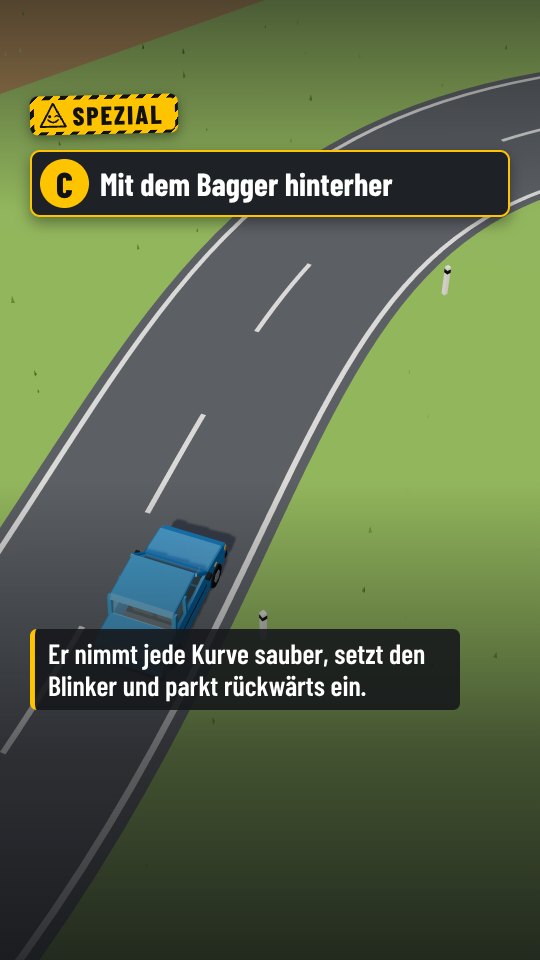 SPEZIAL
C Mit dem Bagger hinterher
Er nimmt jede Kurve sauber, setzt den
Blinker und parkt rückwärts ein.